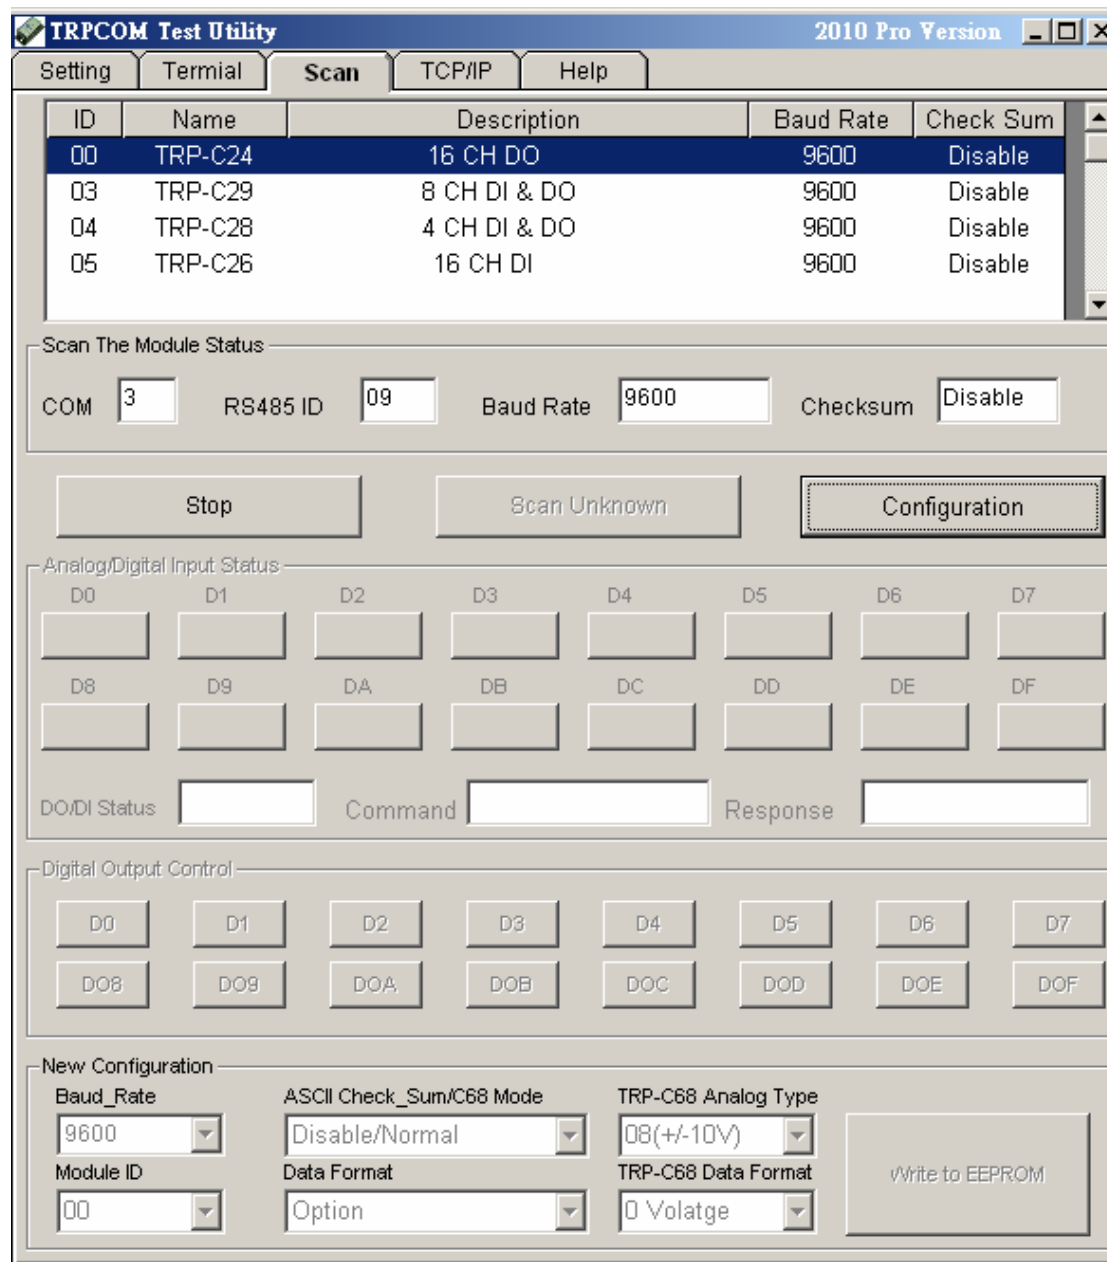 TRPCOM Test Utility 2010 Pro Version
Setting Termial Scan TCP/IP Help
ID Name Description Baud Rate Check Sum
00 TRP-C24 16 CH DO 9600 Disable
03 TRP-C29 8 CH DI & DO 9600 Disable
04 TRP-C28 4 CH DI & DO 9600 Disable
05 TRP-C26 16 CH DI 9600 Disable
Scan The Module Status
COM 3 RS485 ID 09 Baud Rate 9600 Checksum Disable
Stop Scan Unknown Configuration
Analog/Digital Input Status
D0 D1 D2 D3 D4 D5 D6 D7
D8 D9 DA DB DC DD DE DF
DO/DI Status Command Response
Digital Output Control
D0 D1 D2 D3 D4 D5 D6 D7
DO8 DO9 DOA DOB DOC DOD DOE DOF
New Configuration
Baud_Rate ASCII Check_Sum/C68 Mode TRP-C68 Analog Type
9600 Disable/Normal 08(+/-10V)
Module ID Data Format TRP-C68 Data Format
Write to EEPROM
00 Option 0 Volatge